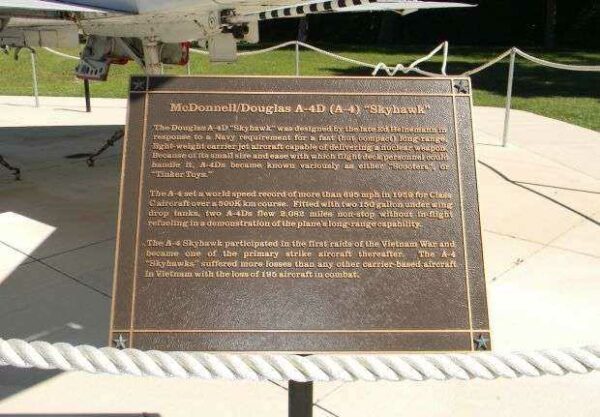 McDonnell/Douglas A-4D (A-4) "Skyhawk"
The Douglas A-4D "Skyhawk" was designed by the late Ed Heinemann in
response to a Navy requirement for a fast (but compact) long-range,
light-weight carrier jet aircraft capable of delivering a nuclear weapon.
Because of its small size and ease with which flight deck personnel could
handle it, A-4Ds became known variously as either "Scooters", or
"Tinker Toys."
The A-4 set a world speed record of more than 695 mph in 1959 for Class
C aircraft over a 500K km course. Fitted with two 150 gallon under wing
drop tanks, two A-4Ds flew 2,082 miles non-stop without in-flight
refueling in a demonstration of the plane's long-range capability.
The A-4 Skyhawk participated in the first raids of the Vietnam War and
became one of the primary strike aircraft thereafter. The A-4
"Skyhawks" suffered more losses than any other carrier-based aircraft
in Vietnam with the loss of 195 aircraft in combat.